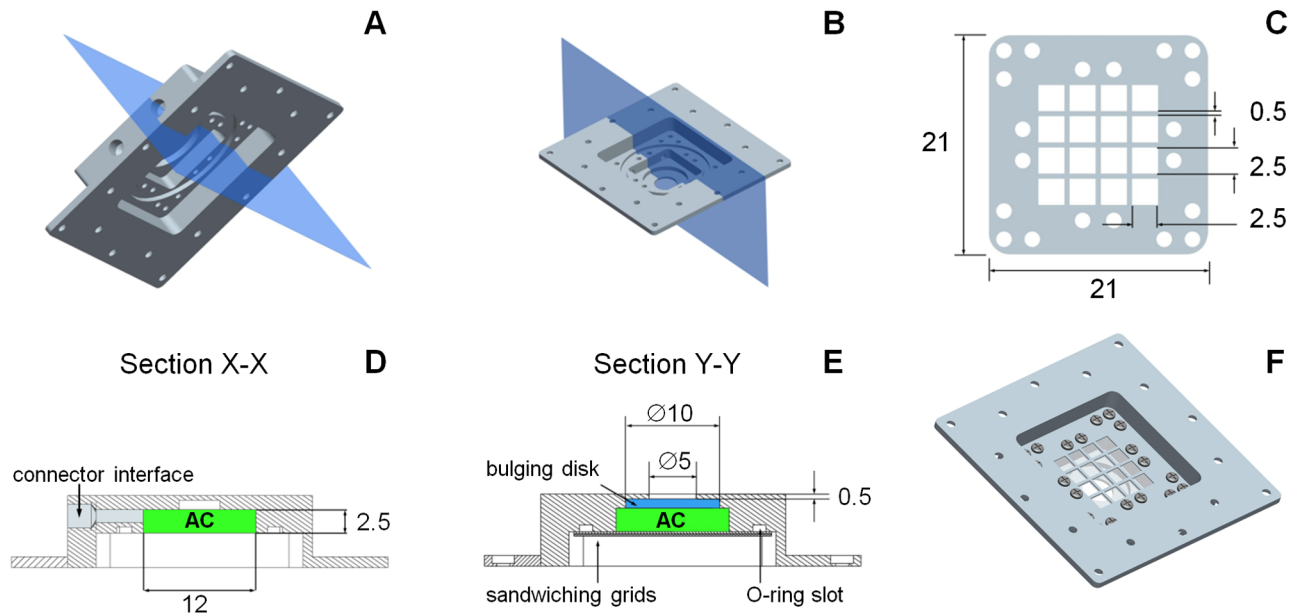 A
B
C
21
0.5
2.5
2.5
21
Section X-X
D
connector interface
AC
2.5
12
Section Y-Y
E
∅10
∅5
bulging disk
0.5
AC
sandwiching grids
O-ring slot
F